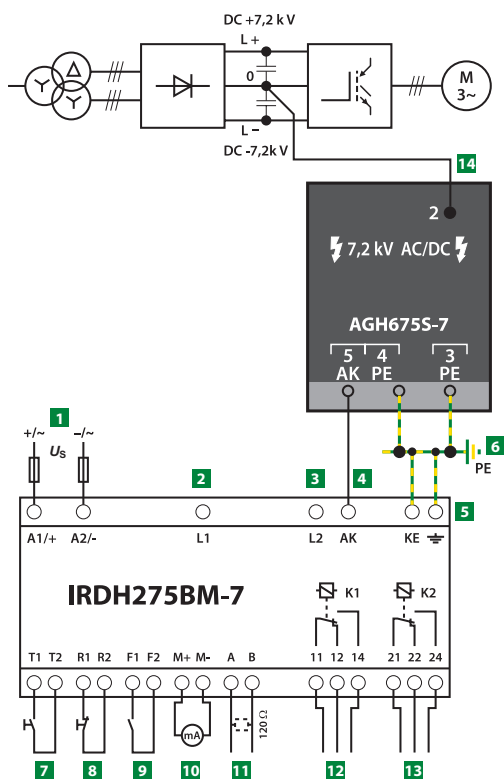 DC +7,2 kV
L +
0
M
3~
L –
DC -7,2k V
14
2
7,2 kV AC/DC
AGH675S-7
5 4 3
AK PE PE
1
+/~ US –/~
2 3 4 6
PE
5
A1/+ A2/- L1 L2 AK KE
IRDH275BM-7
K1 K2
T1 T2 R1 R2 F1 F2 M+ M- A B 11 12 14 21 22 24
mA
120 Ω
7 8 9 10 11 12 13